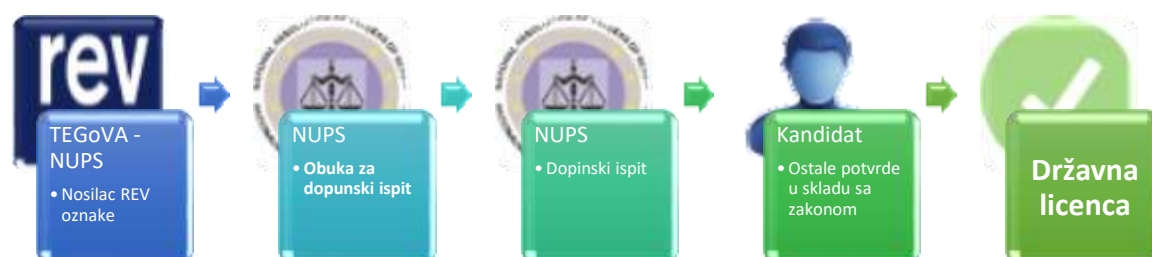 rev
TEGoVA -
NUPS
• Nosilac REV
oznake
NUPS
• Obuka za
dopunski ispit
NUPS
• Dopinski ispit
Kandidat
• Ostale potvrde
u skladu sa
zakonom
Državna
licenca